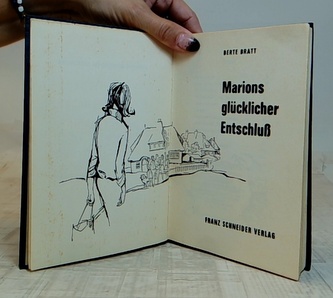 BERTE BRATT
Marions
glücklicher
Entschluß
FRANZ SCHNEIDER VERLAG